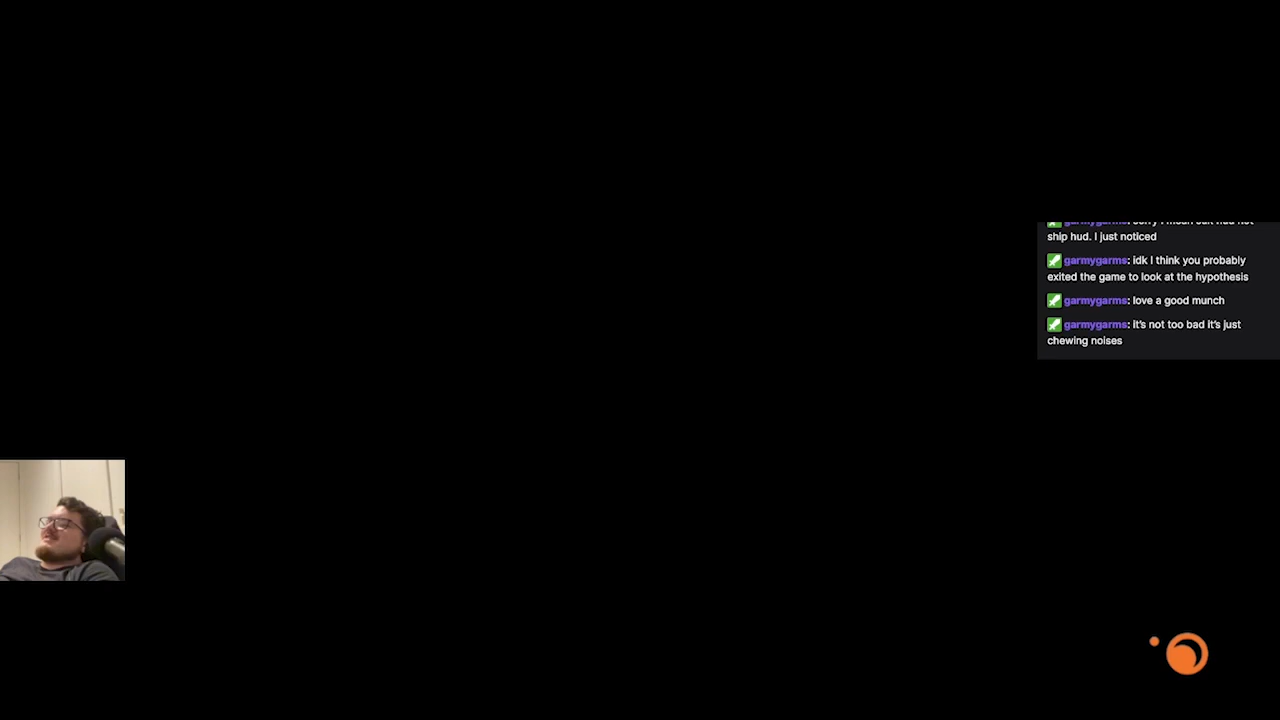 ship hud. I just noticed
garmygarms: idk I think you probably
exited the game to look at the hypothesis
garmygarms: love a good munch
garmygarms: it's not too bad it's just
chewing noises